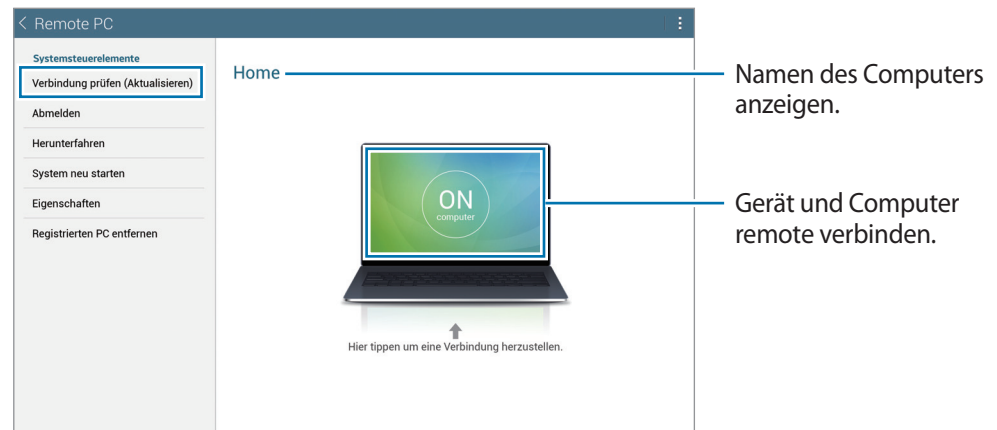 Remote PC
Systemsteuerelemente
Verbindung prüfen (Aktualisieren)
Abmelden
Herunterfahren
System neu starten
Eigenschaften
Registrierten PC entfernen
Home
ON
computer
Hier tippen um eine Verbindung herzustellen.
Namen des Computers
anzeigen.
Gerät und Computer
remote verbinden.